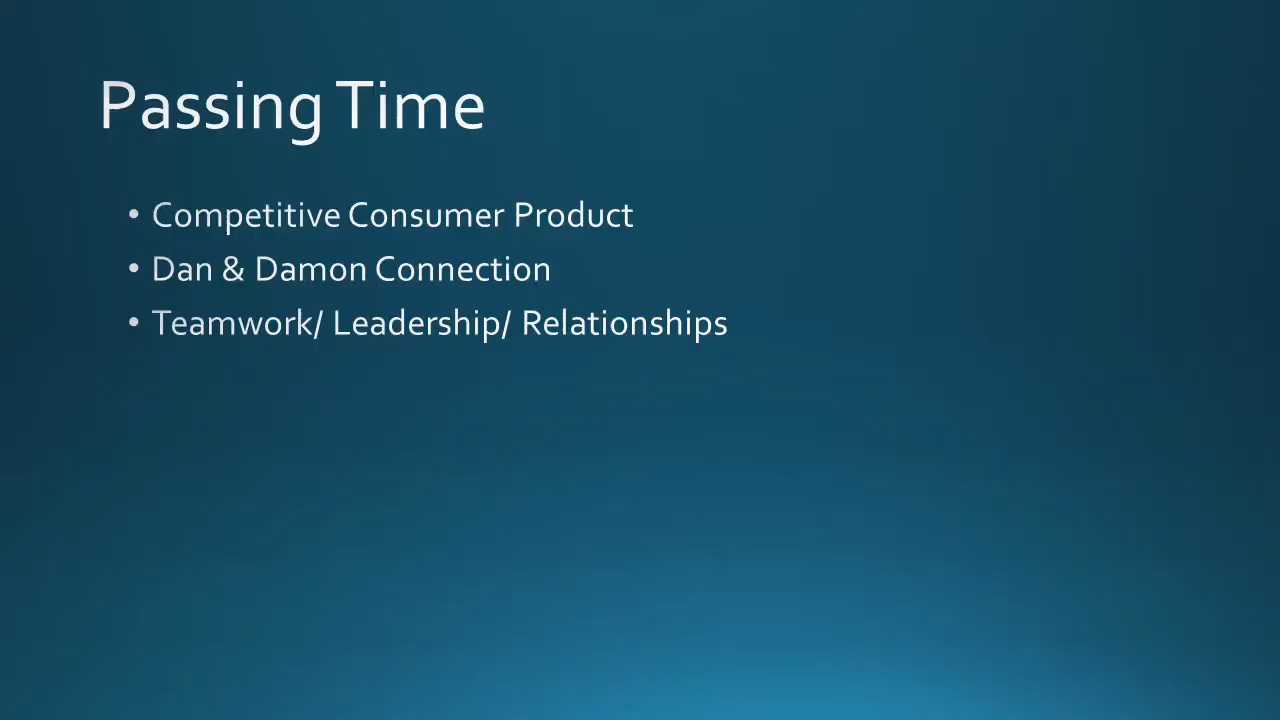 Passing Time
• Competitive Consumer Product
• Dan & Damon Connection
• Teamwork/ Leadership/ Relationships